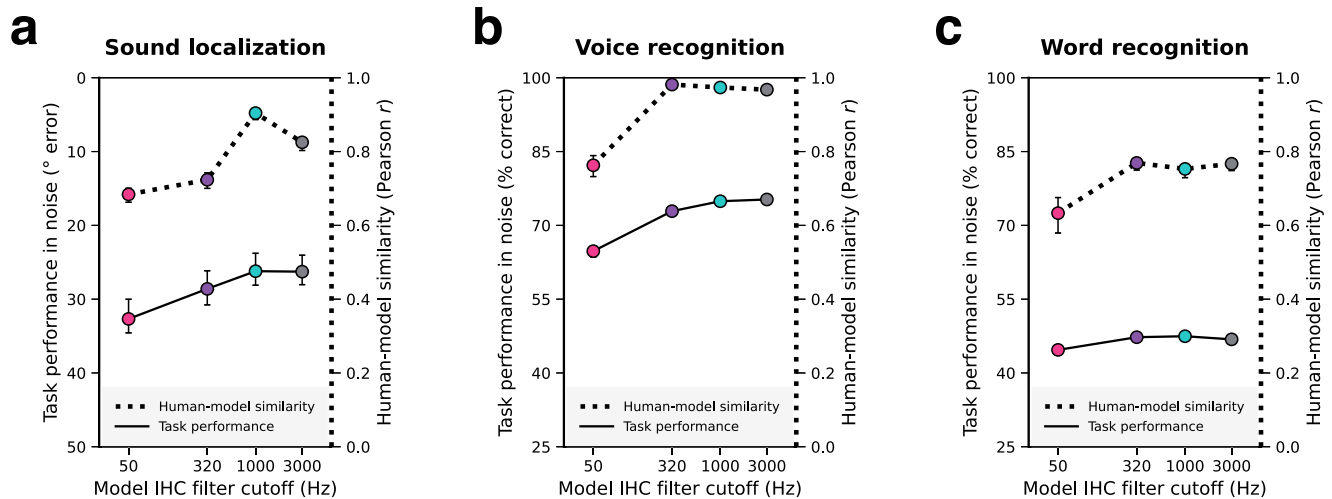 a
Sound localization
Task performance in noise (° error)
0
10
20
30
40
50
Human-model similarity
Task performance
50
320
1000
3000
Model IHC filter cutoff (Hz)
1.0
0.8
0.6
0.4
0.2
0.0
Human-model similarity (Pearson r)
b
Voice recognition
Task performance in noise (% correct)
100
85
70
55
40
25
Human-model similarity
Task performance
50
320
1000
3000
Model IHC filter cutoff (Hz)
1.0
0.8
0.6
0.4
0.2
0.0
Human-model similarity (Pearson r)
c
Word recognition
Task performance in noise (% correct)
100
85
70
55
40
25
Human-model similarity
Task performance
50
320
1000
3000
Model IHC filter cutoff (Hz)
1.0
0.8
0.6
0.4
0.2
0.0
Human-model similarity (Pearson r)